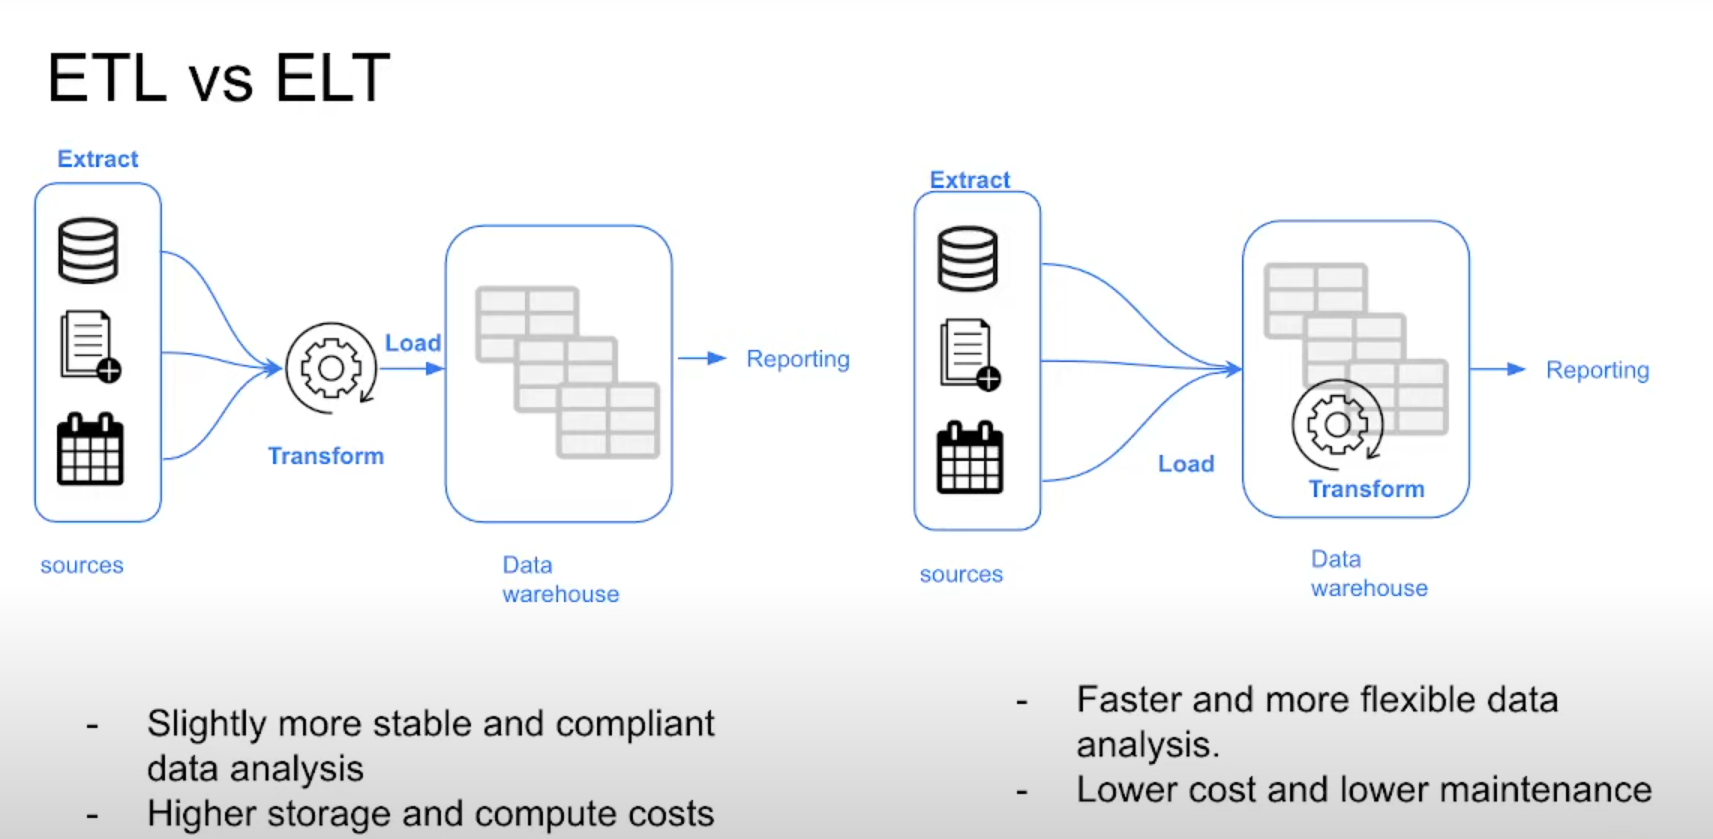 ETL vs ELT
Extract
Load
Transform
sources
Data
warehouse
Reporting
Extract
Load
Transform
sources
Data
warehouse
Reporting
- Slightly more stable and compliant
data analysis
- Higher storage and compute costs
- Faster and more flexible data
analysis.
- Lower cost and lower maintenance